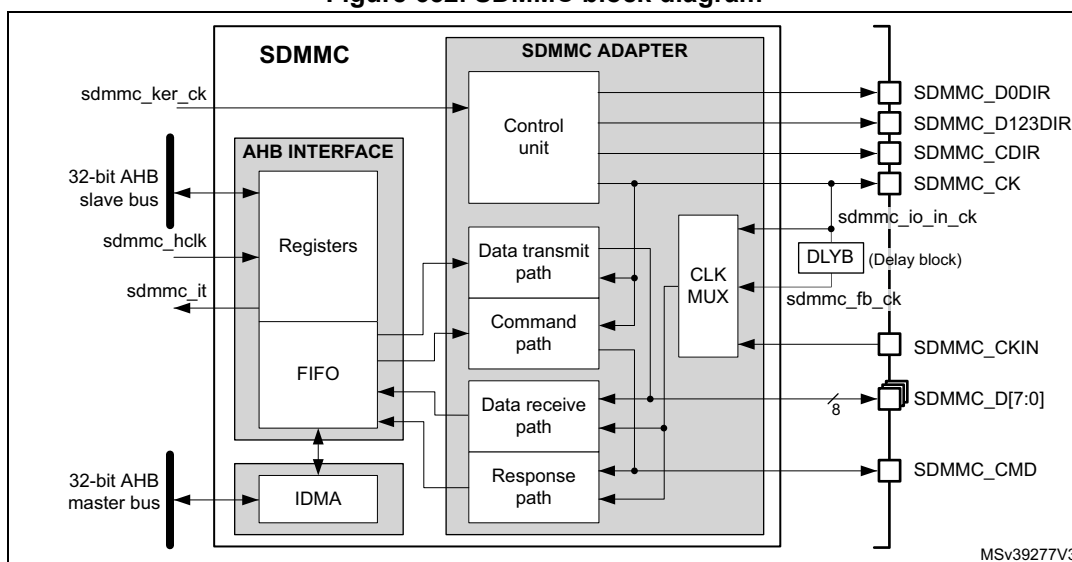 SDMMC
SDMMC ADAPTER
sdmmc_ker_ck
Control
unit
SDMMC_D0DIR
SDMMC_D123DIR
SDMMC_CDIR
SDMMC_CK
AHB INTERFACE
32-bit AHB
slave bus
sdmmc_hclk
sdmmc_it
Registers
FIFO
Data transmit
path
Command
path
Data receive
path
Response
path
CLK
MUX
sdmmc_io_in_ck
DLYB
(Delay block)
sdmmc_fb_ck
SDMMC_CKIN
8
SDMMC_D[7:0]
SDMMC_CMD
32-bit AHB
master bus
IDMA
MSv39277V3